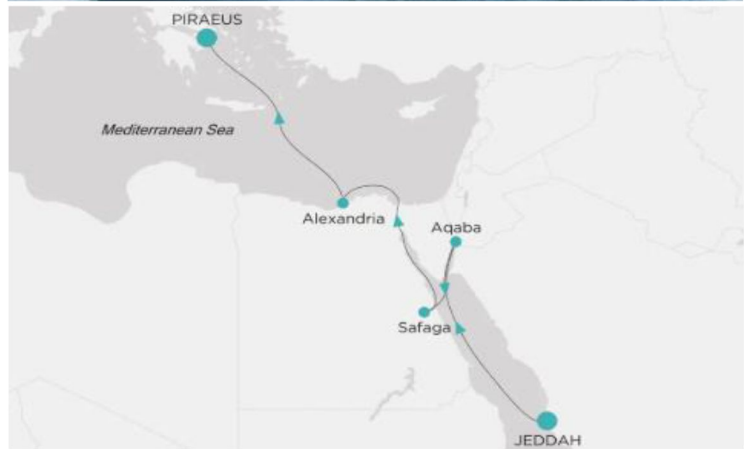 PIRAEUS
Mediterranean Sea
Alexandria
Aqaba
Safaga
JEDDAH